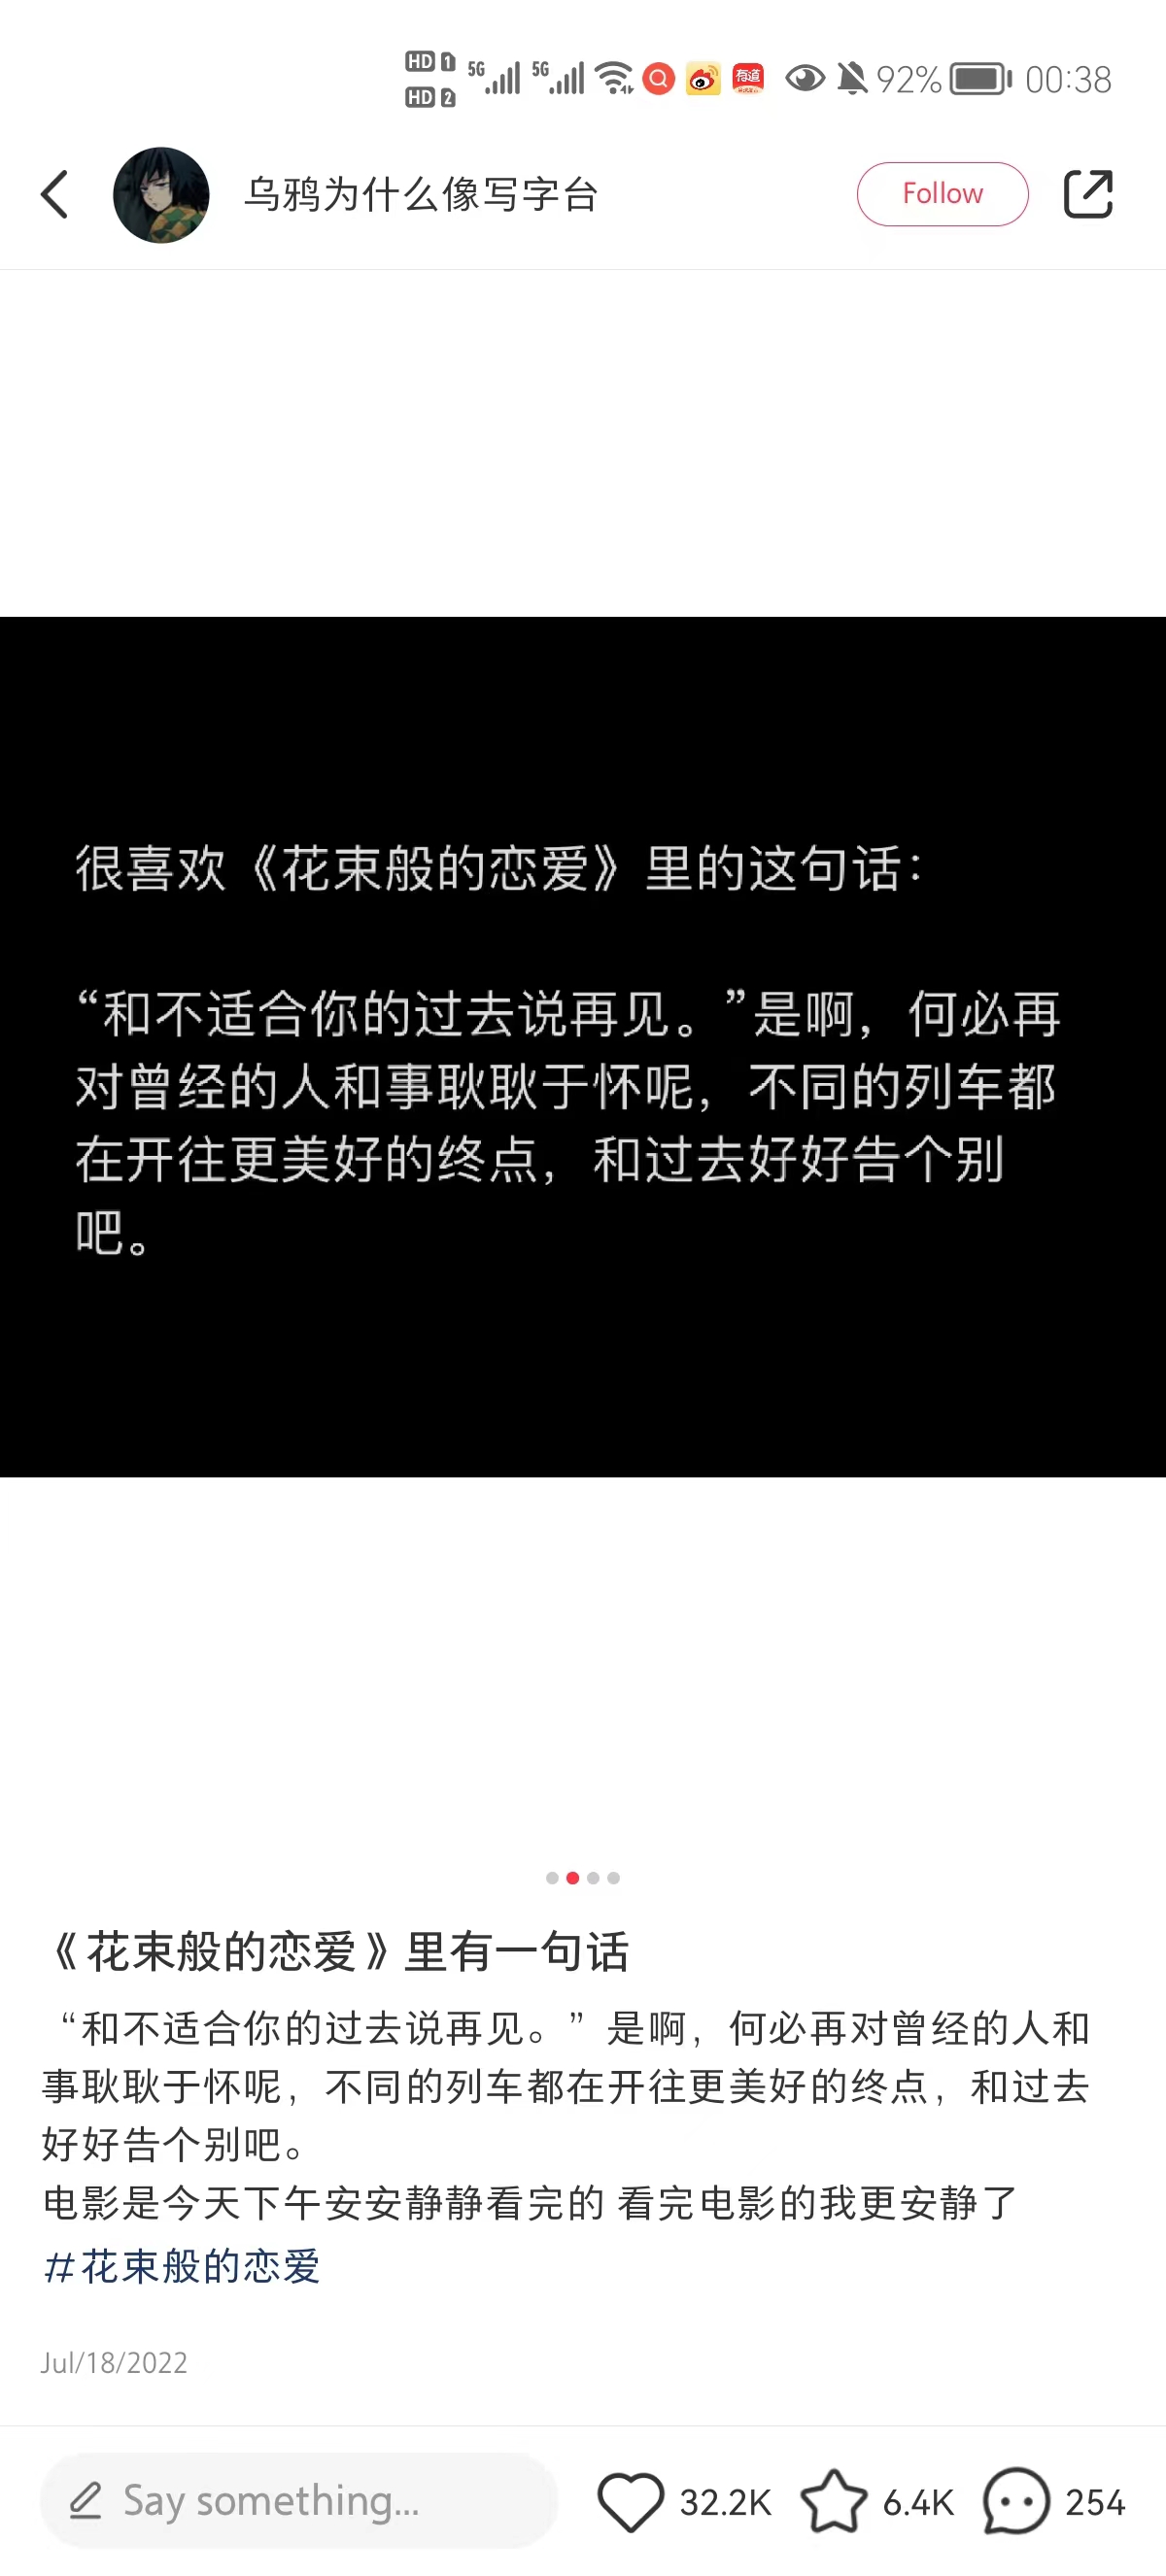 HD 1 5G 5G 92% 00:38
HD 2
有道
乌鸦为什么像写字台
Follow
很喜欢《花束般的恋爱》里的这句话：
“和不适合你的过去说再见。”是啊，何必再
对曾经的人和事耿耿于怀呢，不同的列车都
在开往更美好的终点，和过去好好告个别
吧。
《花束般的恋爱》里有一句话
“和不适合你的过去说再见。”是啊，何必再对曾经的人和
事耿耿于怀呢，不同的列车都在开往更美好的终点，和过去
好好告个别吧。
电影是今天下午安安静静看完的 看完电影的我更安静了
#花束般的恋爱
Jul/18/2022
Say something... 32.2K 6.4K 254